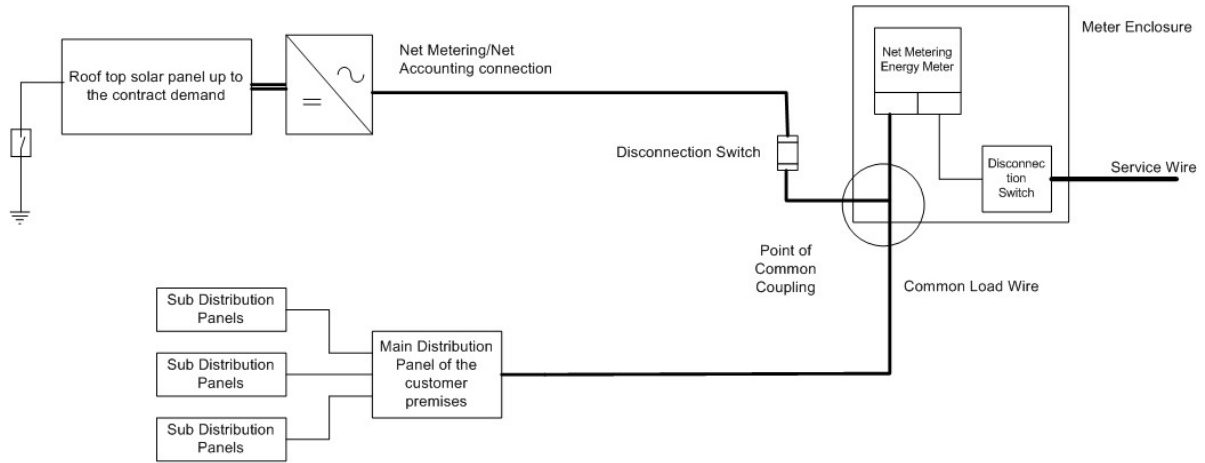 Roof top solar panel up to
the contract demand
Net Metering/Net
Accounting connection
Disconnection Switch
Net Metering
Energy Meter
Meter Enclosure
Disconnec
tion
Switch
Service Wire
Point of
Common
Coupling
Common Load Wire
Sub Distribution
Panels
Sub Distribution
Panels
Sub Distribution
Panels
Main Distribution
Panel of the
customer
premises